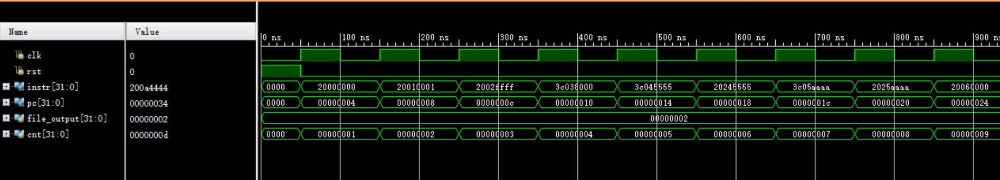 Name Value
0 ns 100 ns 200 ns 300 ns 400 ns 500 ns 600 ns 700 ns 800 ns 900 n
clk 0
rst 0
instr[31:0] 200a4444 0000 20000000 20010001 2002ffff 3c038000 3c045555 20245555 3c05aaaa 2025aaaa 20060000
pc[31:0] 00000034 0000 00000004 00000008 0000000c 00000010 00000014 00000018 0000001c 00000020 00000024
file_output[31:0] 00000002 00000002
cnt[31:0] 0000000d 0000 00000001 00000002 00000003 00000004 00000005 00000006 00000007 00000008 00000009